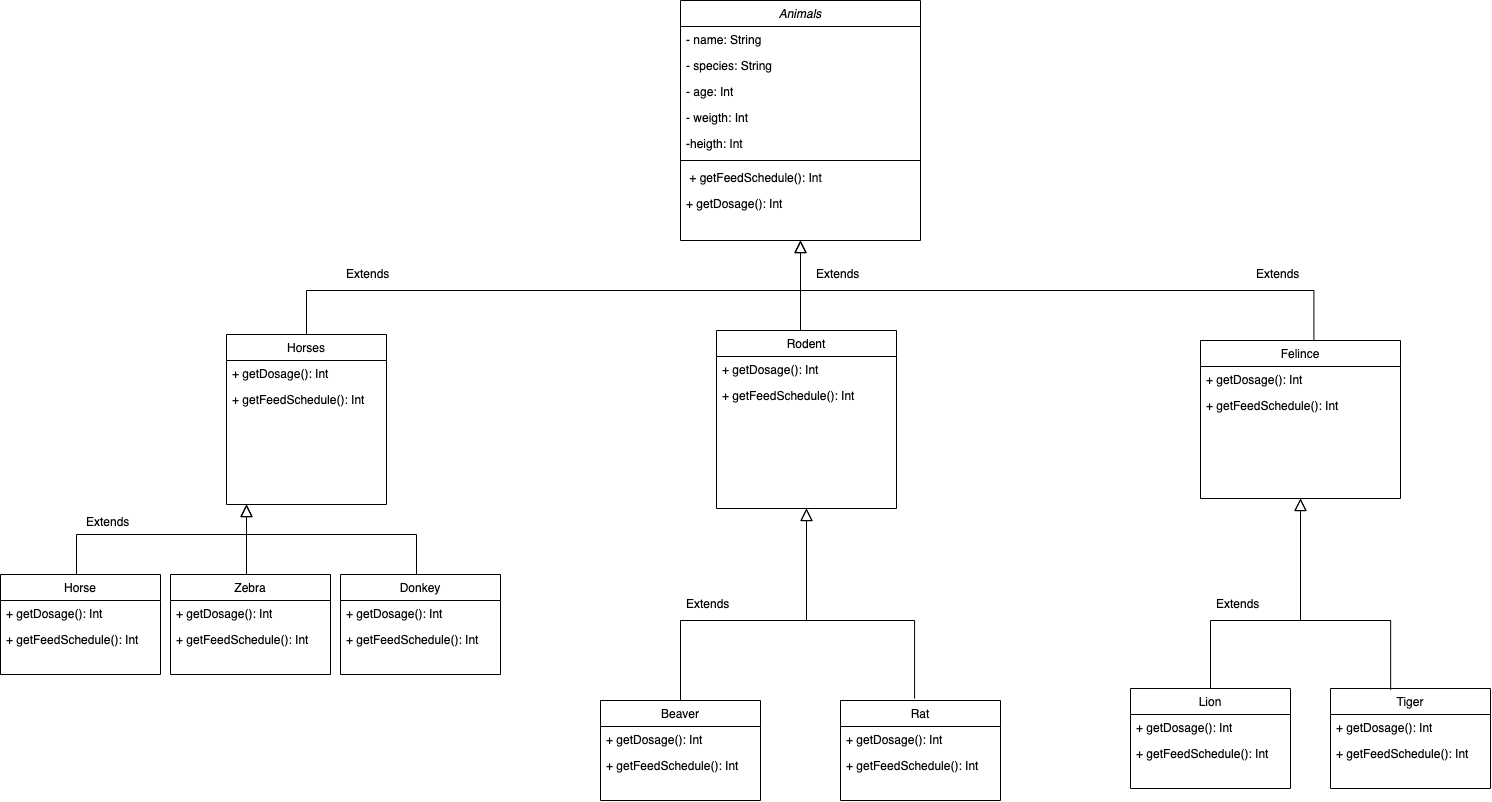 Animals
- name: String
- species: String
- age: Int
- weigth: Int
-heigth: Int
+ getFeedSchedule(): Int
+ getDosage(): Int
Extends
Extends
Extends
Horses
+ getDosage(): Int
+ getFeedSchedule(): Int
Rodent
+ getDosage(): Int
+ getFeedSchedule(): Int
Felince
+ getDosage(): Int
+ getFeedSchedule(): Int
Extends
Horse
+ getDosage(): Int
+ getFeedSchedule(): Int
Zebra
+ getDosage(): Int
+ getFeedSchedule(): Int
Donkey
+ getDosage(): Int
+ getFeedSchedule(): Int
Extends
Beaver
+ getDosage(): Int
+ getFeedSchedule(): Int
Rat
+ getDosage(): Int
+ getFeedSchedule(): Int
Extends
Lion
+ getDosage(): Int
+ getFeedSchedule(): Int
Tiger
+ getDosage(): Int
+ getFeedSchedule(): Int